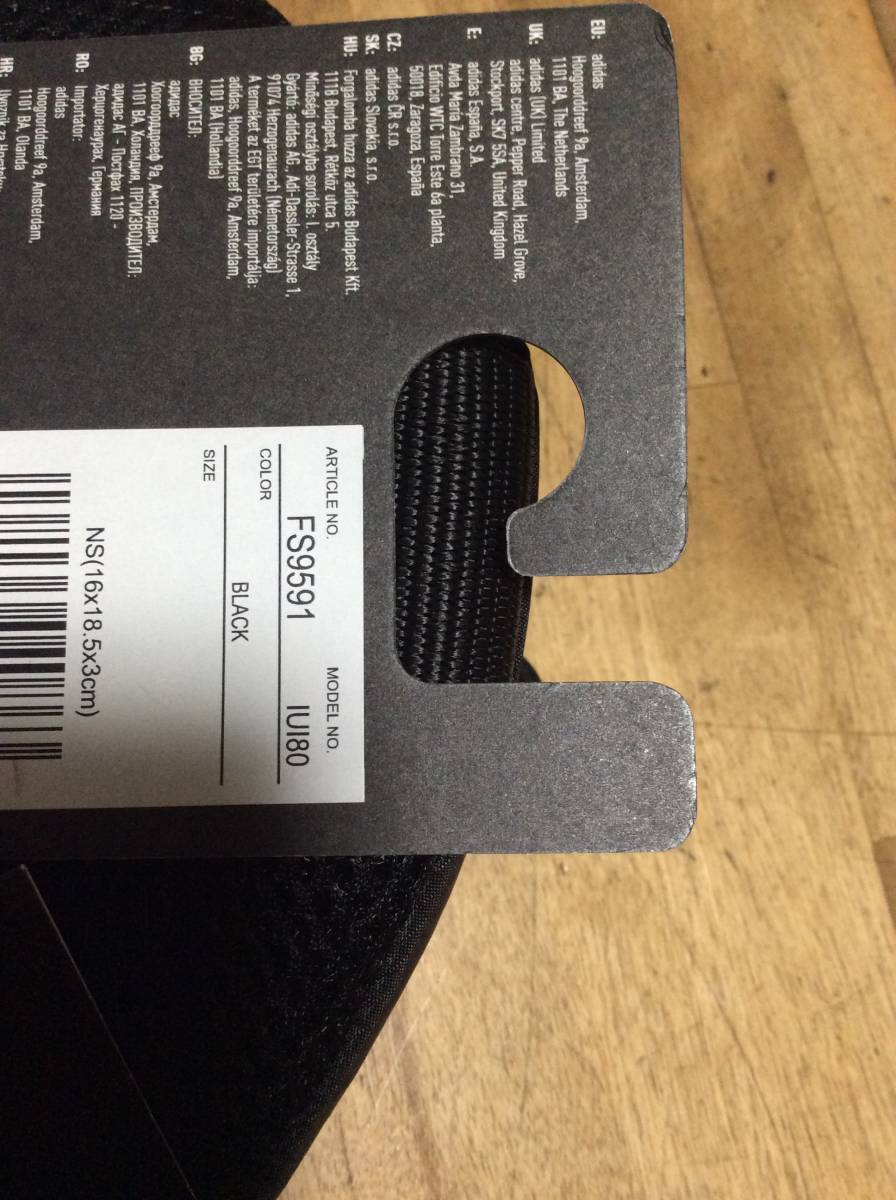 EU: adidas
Hoogoorddreef 9a, Amsterdam,
1101 BA, The Netherlands
UK: adidas (UK) Limited
adidas centre, Pepper Road, Hazel Grove,
Stockport, SK7 5SA, United Kingdom
E: adidas España, S.A
Avda María Zambrano 31,
Edificio WTC Torre Este 6a planta,
50018, Zaragoza, España
CZ: adidas ČR s.r.o.
SK: adidas Slovakia, s.r.o.
HU: Forgalomba hozza az adidas Budapest Kft.
1118 Budapest, Rétköz utca 5.
Minőségi osztályba sorolás: I. osztály
Gyártó: adidas AG, Adi-Dassler-Strasse 1,
91074 Herzogenaurach (Németország)
A terméket az EGT területére importálja:
adidas, Hoogoorddreef 9a, Amsterdam,
1101 BA (Hollandia)
BG: ВНОСИТЕЛ:
адидас
Хоогоорддрееф 9а, Амстердам,
1101 ВА, Холандия, ПРОИЗВОДИТЕЛ:
адидас АГ - Постфах 1120 -
Херцогенаурах, Германия
RO: Importator:
adidas
Hoogoorddreef 9a, Amsterdam,
1101 BA, Olanda
HR: Uvoznik za
ARTICLE NO. MODEL NO.
FS9591 IUI80
COLOR
BLACK
SIZE
NS(16x18.5x3cm)